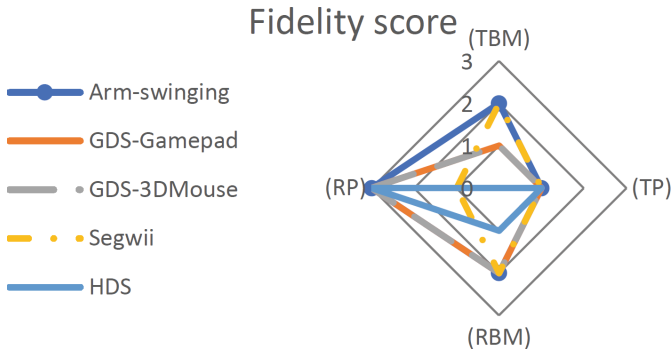 Fidelity score
(TBM)
3
2
1
0
(RP)
(TP)
(RBM)
Arm-swinging
GDS-Gamepad
GDS-3DMouse
Segwii
HDS